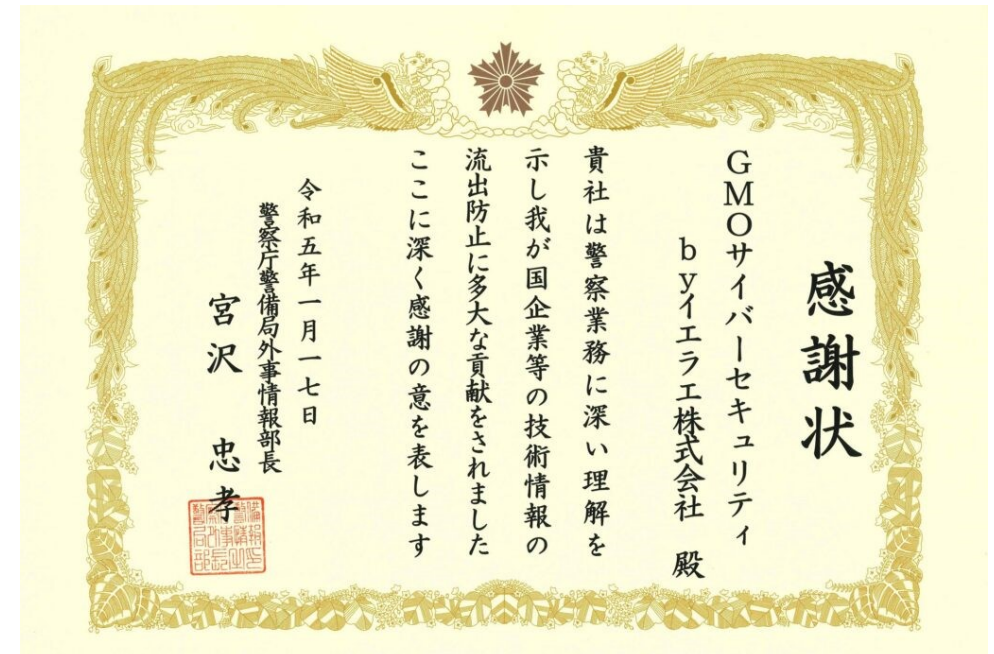 感謝状
GMOサイバーセキュリティ
byイエラエ株式会社 殿
貴社は警察業務に深い理解を
示し我が国企業等の技術情報の
流出防止に多大な貢献をされました
ここに深く感謝の意を表します
令和五年一月一七日
警察庁警備局外事情報部長
宮沢 忠孝